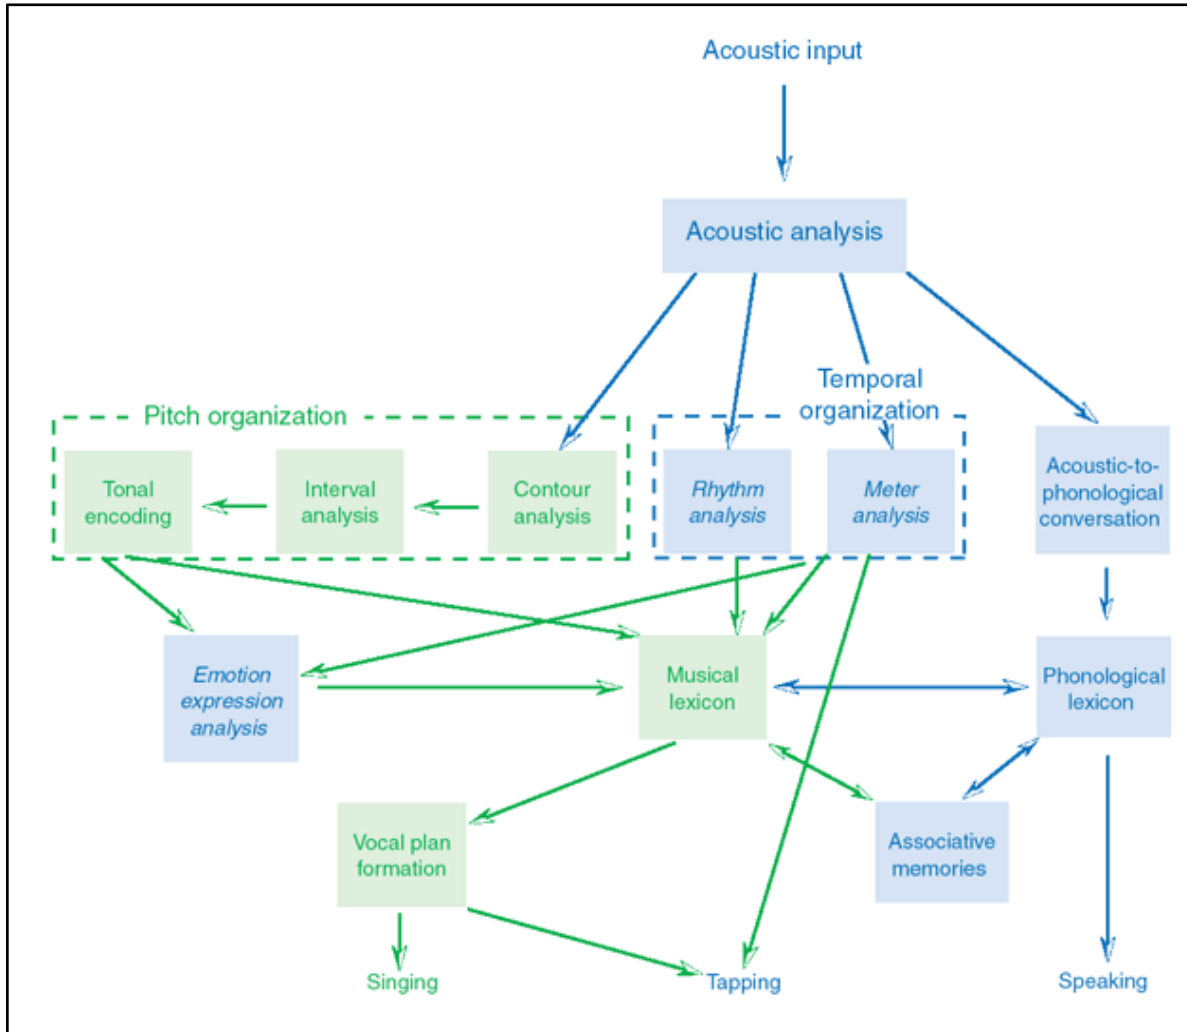 Acoustic input
Acoustic analysis
Temporal
organization
Pitch organization
Tonal
encoding
Interval
analysis
Contour
analysis
Rhythm
analysis
Meter
analysis
Acoustic-to-
phonological
conversation
Emotion
expression
analysis
Musical
lexicon
Phonological
lexicon
Vocal plan
formation
Associative
memories
Singing
Tapping
Speaking